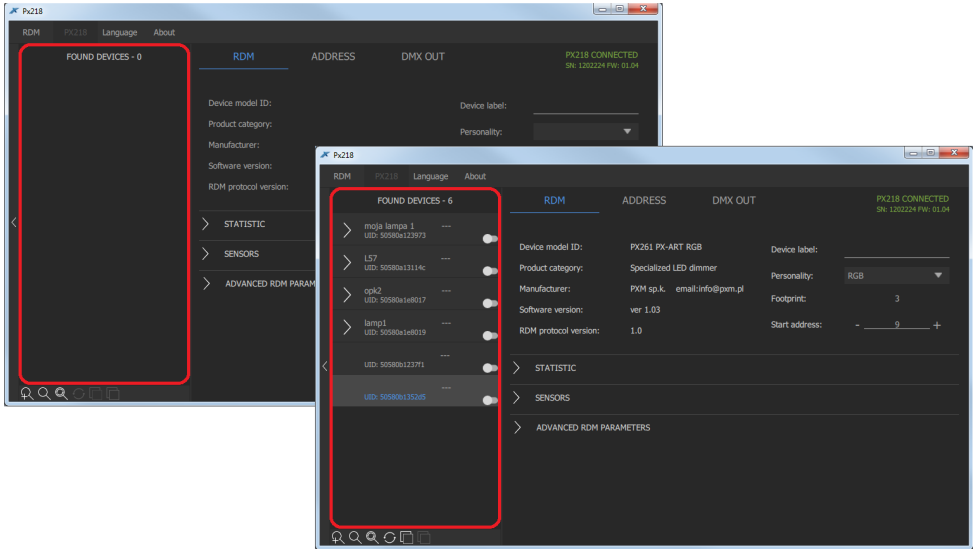 Px218
RDM PX218 Language About
FOUND DEVICES - 0
RDM ADDRESS DMX OUT
PX218 CONNECTED
SN: 1202224 FW: 01.04
Device model ID:
Product category:
Manufacturer:
Software version:
RDM protocol version:
Device label:
Personality:
STATISTIC
SENSORS
ADVANCED RDM PARAM
Px218
RDM PX218 Language About
FOUND DEVICES - 6
moja lampa 1 ---
UID: 50580a123973
L57 ---
UID: 50580a13114c
opk2 ---
UID: 50580a1e8017
lamp1 ---
UID: 50580a1e8019
---
UID: 50580b1237f1
---
UID: 50580b1352d5
RDM ADDRESS DMX OUT
PX218 CONNECTED
SN: 1202224 FW: 01.04
Device model ID: PX261 PX-ART RGB
Product category: Specialized LED dimmer
Manufacturer: PXM sp.k. email:info@pxm.pl
Software version: ver 1.03
RDM protocol version: 1.0
Device label:
Personality: RGB
Footprint: 3
Start address: - 9 +
STATISTIC
SENSORS
ADVANCED RDM PARAMETERS